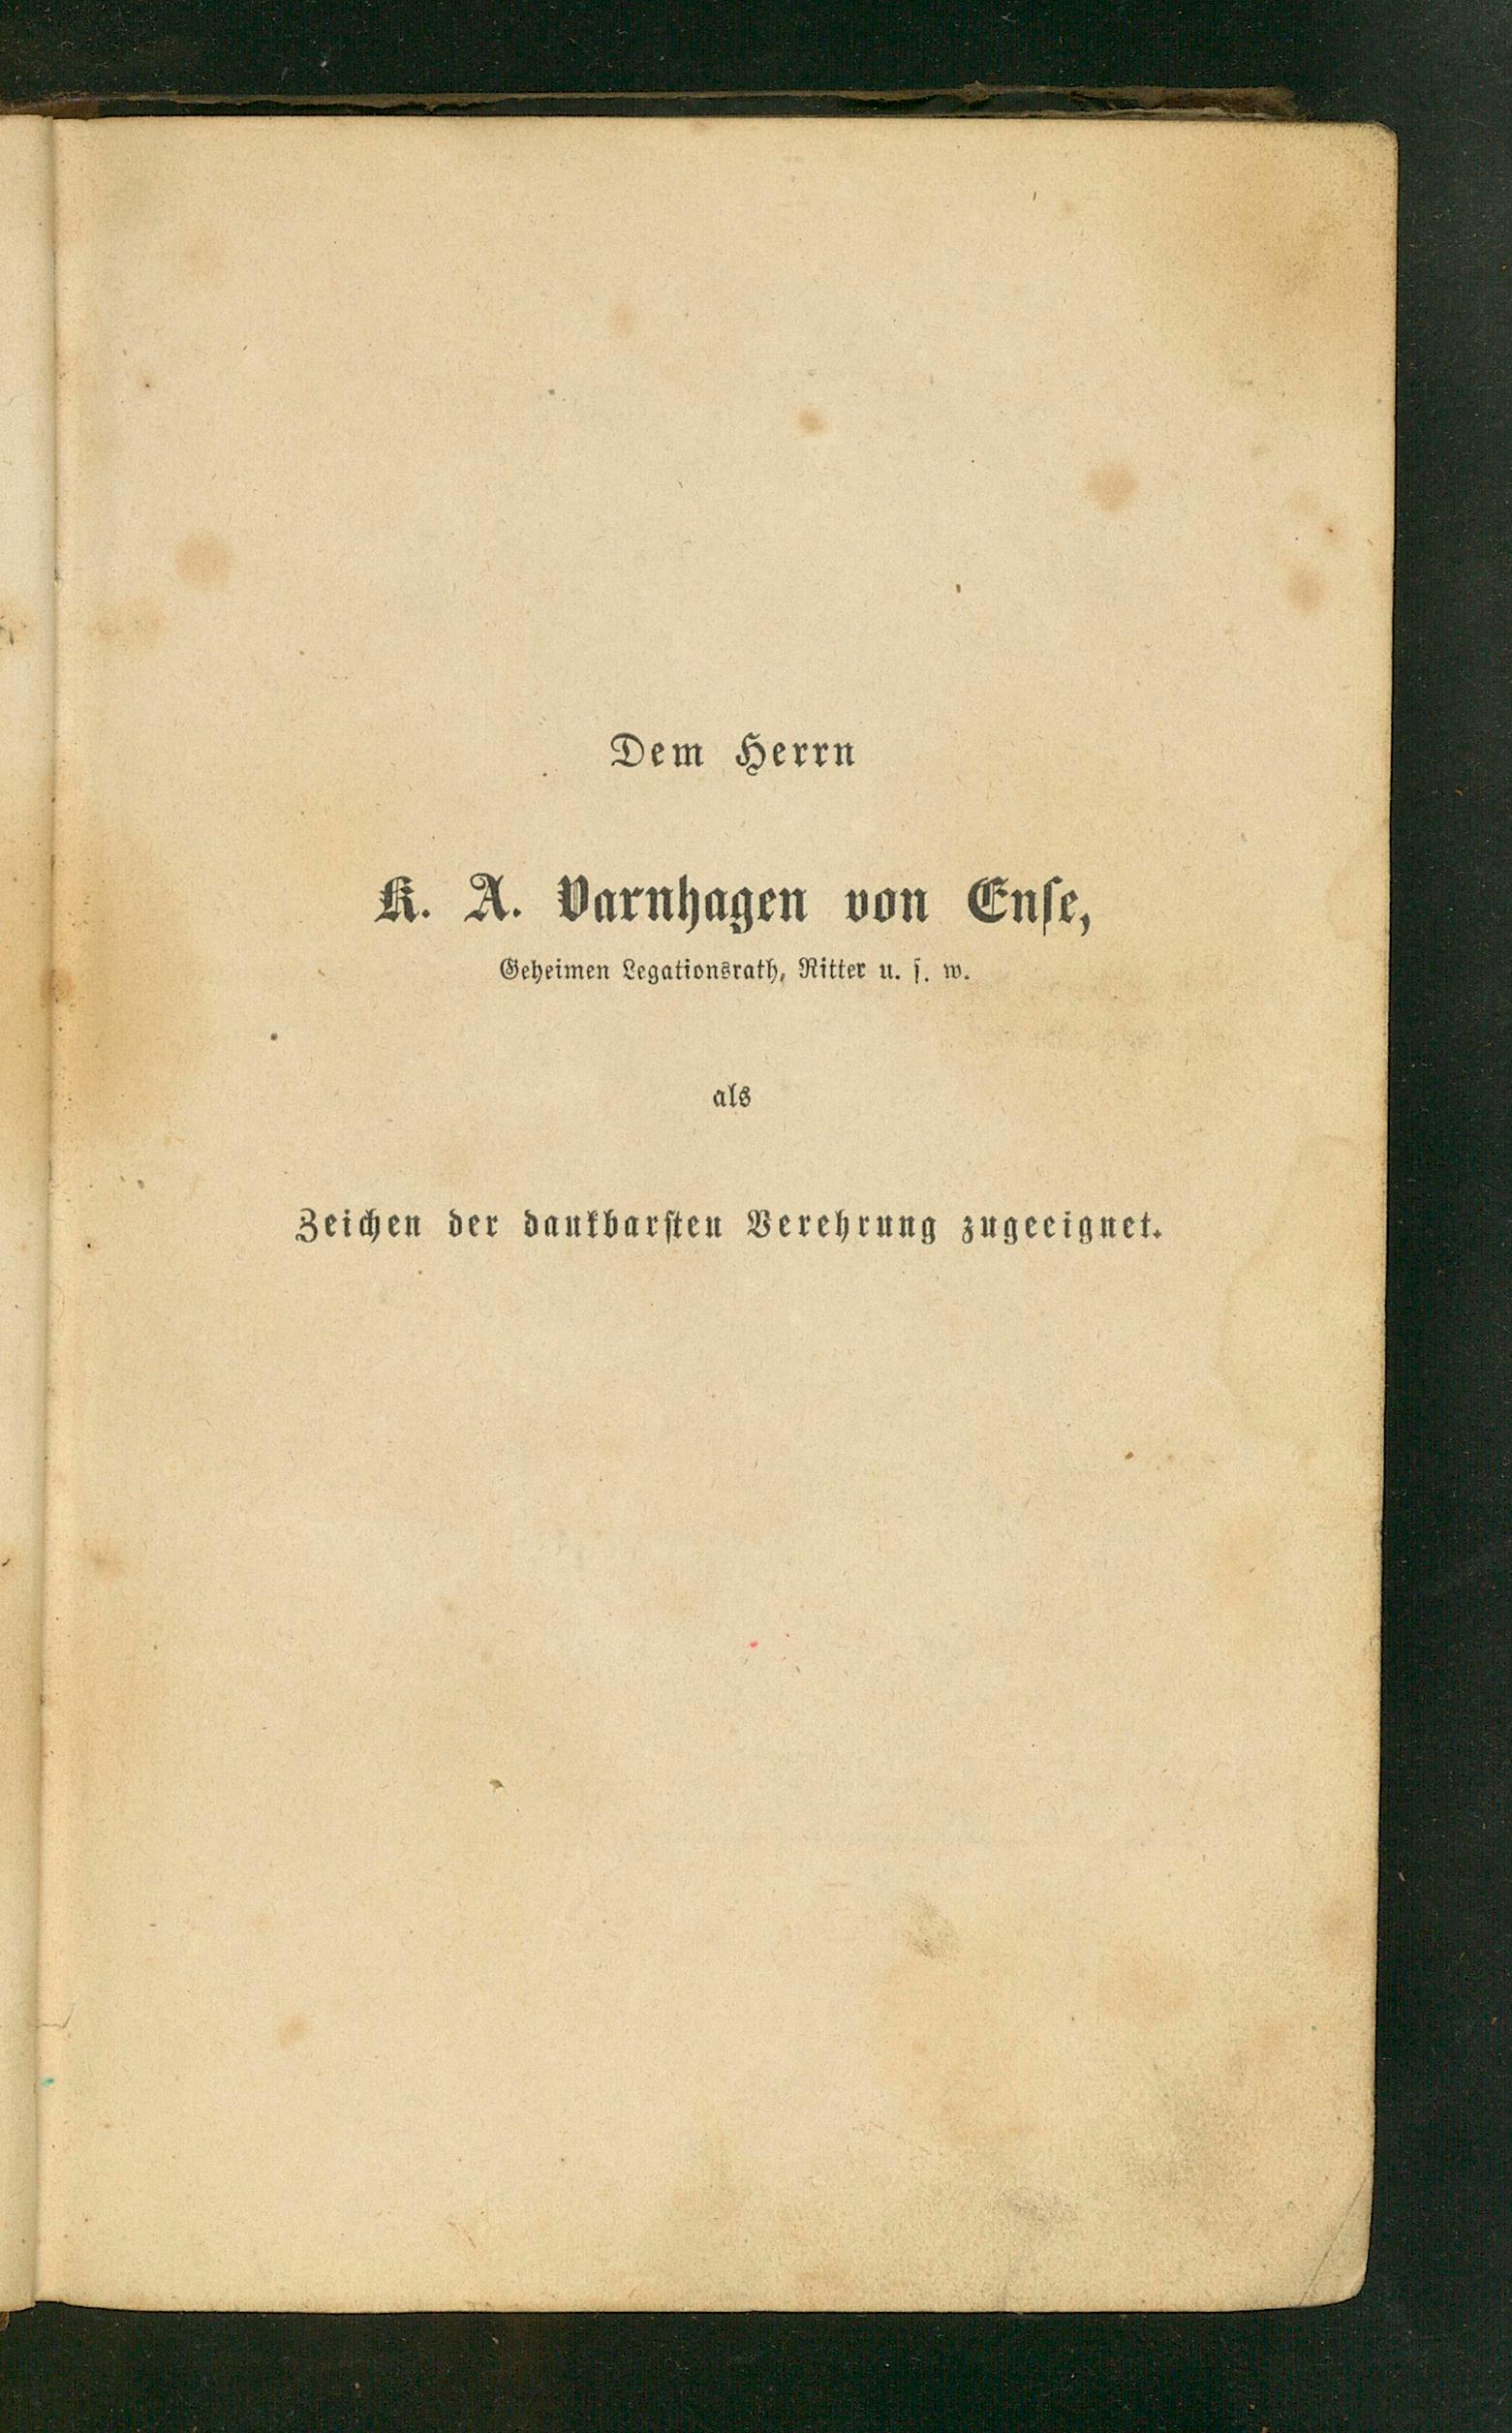 Dem Herrn
K. A. Varnhagen von Ense,
Geheimen Legationsrath, Ritter u. s. w.
als
Zeichen der dankbarsten Verehrung zugeeignet.